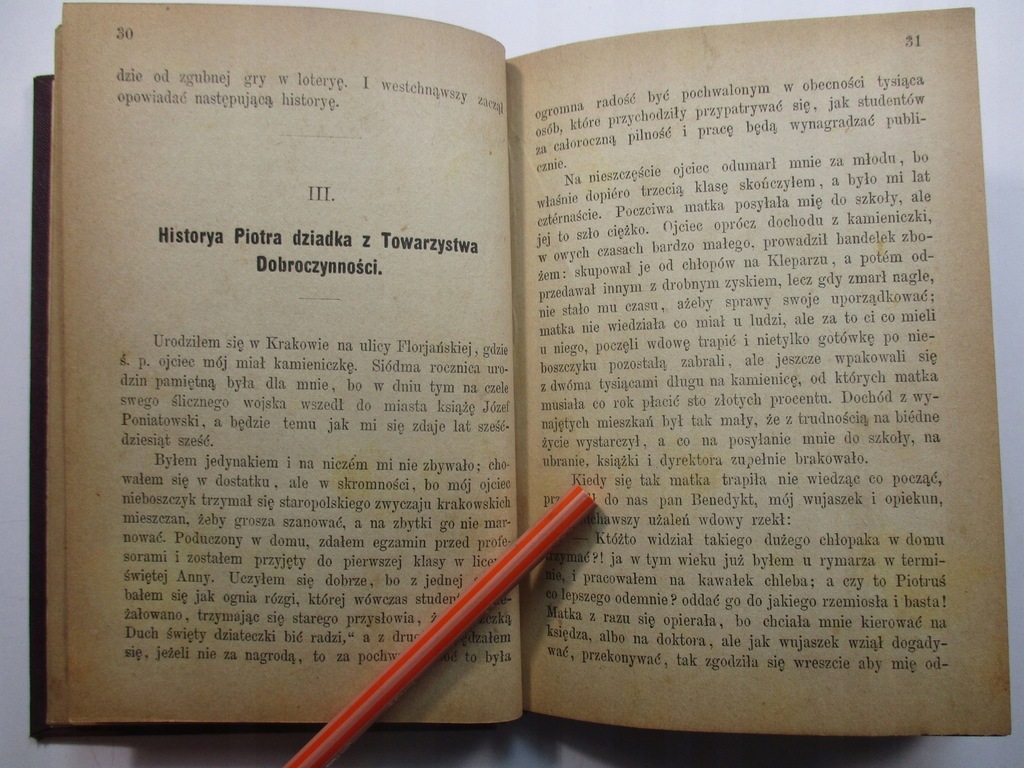 30
dzie od zgubnej gry w loteryę. I westchnąwszy zaczął
opowiadać następującą historyę.
III.
Historya Piotra dziadka z Towarzystwa
Dobroczynności.
Urodziłem się w Krakowie na ulicy Florjańskiej, gdzie
ś. p. ojciec mój miał kamieniczkę. Siódma rocznica uro-
dzin pamiętną była dla mnie, bo w dniu tym na czele
swego ślicznego wojska wszedł do miasta książę Józef
Poniatowski, a będzie temu jak mi się zdaje lat sześć-
dziesiąt sześć.
Byłem jedynakiem i na niczém mi nie zbywało; cho-
wałem się w dostatku, ale w skromności, bo mój ojciec
nieboszczyk trzymał się staropolskiego zwyczaju krakowskich
mieszczan, żeby grosza szanować, a na zbytki go nie mar-
nować. Poduczony w domu, zdałem egzamin przed profe-
sorami i zostałem przyjęty do pierwszej klasy w
świętej Anny. Uczyłem się dobrze, bo z jednej
bałem się jak ognia rózgi, której wówczas
żałowano, trzymając się starego przysłowia,
Duch święty dziateczki bić radzi,“ a z
się, jeżeli nie za nagrodą, to za to była
31
ogromna radość być pochwalonym w obecności tysiąca
osób, które przychodziły przypatrywać się, jak studentów
za całoroczną pilność i pracę będą wynagradzać publi-
cznie.
Na nieszczęście ojciec odumarł mnie za młodu, bo
właśnie dopiéro trzecią klasę skończyłem, a było mi lat
cztérnaście. Poczciwa matka posyłała mię do szkoły, ale
jej to szło ciężko. Ojciec oprócz dochodu z kamieniczki,
w owych czasach bardzo małego, prowadził handelek zbo-
żem: skupował je od chłopów na Kleparzu, a potém od-
przedawał innym z drobnym zyskiem, lecz gdy zmarł nagle,
nie stało mu czasu, ażeby sprawy swoje uporządkować;
matka nie wiedziała co miał u ludzi, ale za to ci co mieli
u niego, poczęli wdowę trapić i nietylko gotówkę po nie-
boszczyku pozostałą zabrali, ale jeszcze wpakowali się
z dwóma tysiącami długu na kamienicę, od których matka
musiała co rok płacić sto złotych procentu. Dochód z wy-
najętych mieszkań był tak mały, że z trudnością na biédne
życie wystarczył, a co na posyłanie mnie do szkoły, na
ubranie, książki i dyrektora zupełnie brakowało.
Kiedy się tak matka trapiła nie wiedząc co począć,
do nas pan Benedykt, mój wujaszek i opiekun,
użaleń wdowy rzekł:
— Któżto widział takiego dużego chłopaka w domu
trzymać?! ja w tym wieku już byłem u rymarza w termi-
nie, i pracowałem na kawałek chleba; a czy to Piotruś
co lepszego odemnie? oddać go do jakiego rzemiosła i basta!
Matka z razu się opierała, bo chciała mnie kierować na
księdza, albo na doktora, ale jak wujaszek wziął dogady-
wać, przekonywać, tak zgodziła się wreszcie aby mię od-